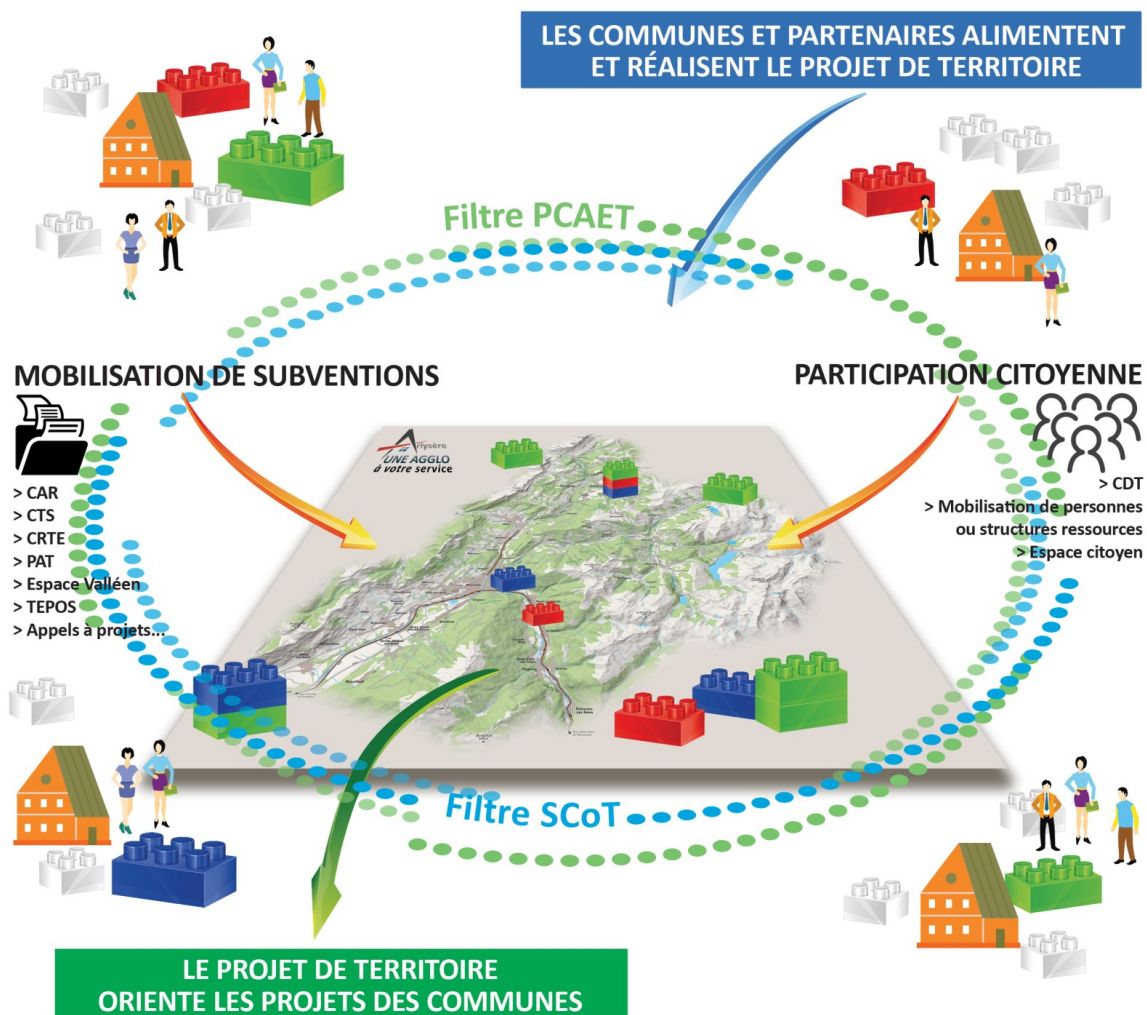 LES COMMUNES ET PARTENAIRES ALIMENTENT
ET RÉALISENT LE PROJET DE TERRITOIRE
Filtre PCAET
MOBILISATION DE SUBVENTIONS
> CAR
> CTS
> CRTE
> PAT
> Espace Valléen
> TEPOS
> Appels à projets...
PARTICIPATION CITOYENNE
> CDT
> Mobilisation de personnes
ou structures ressources
> Espace citoyen
Arlysère
UNE AGGLO
à votre service
Filtre SCoT
LE PROJET DE TERRITOIRE
ORIENTE LES PROJETS DES COMMUNES